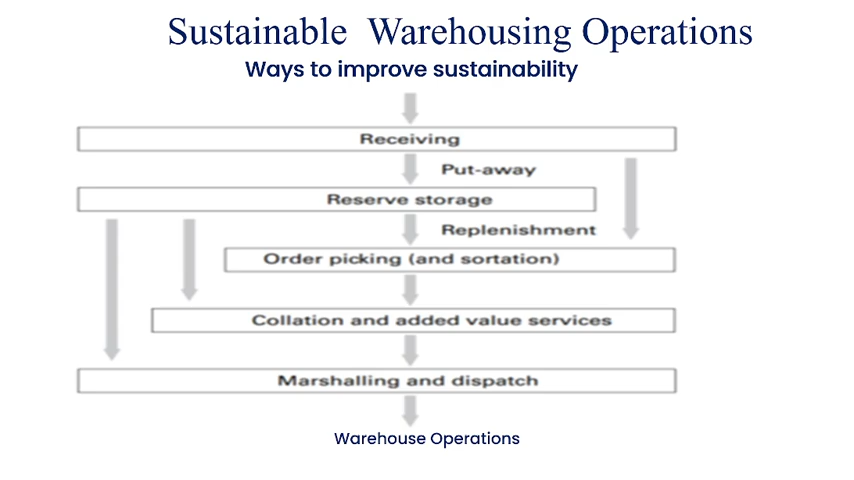 Sustainable Warehousing Operations
Ways to improve sustainability
Receiving
Put-away
Reserve storage
Replenishment
Order picking (and sortation)
Collation and added value services
Marshalling and dispatch
Warehouse Operations